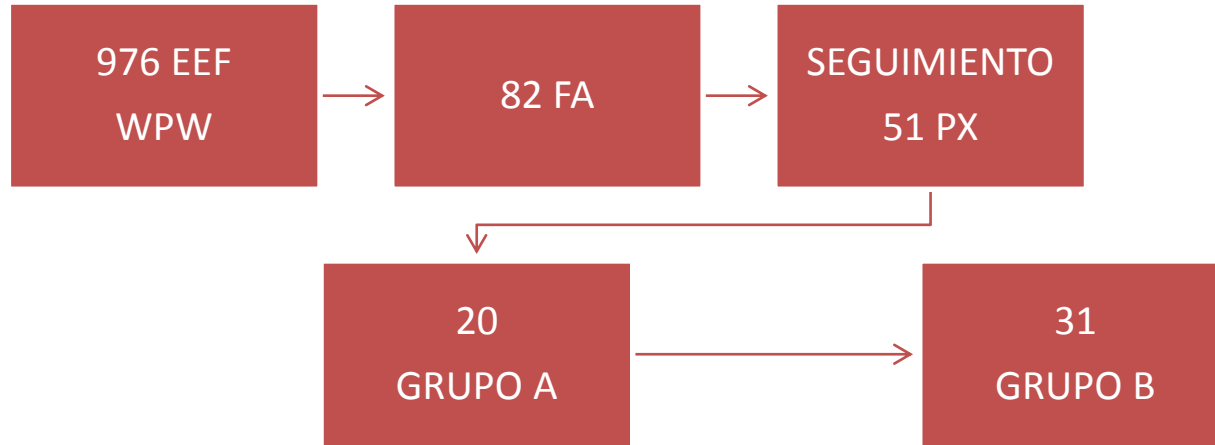 976 EEF
WPW
82 FA
SEGUIMIENTO
51 PX
20
GRUPO A
31
GRUPO B